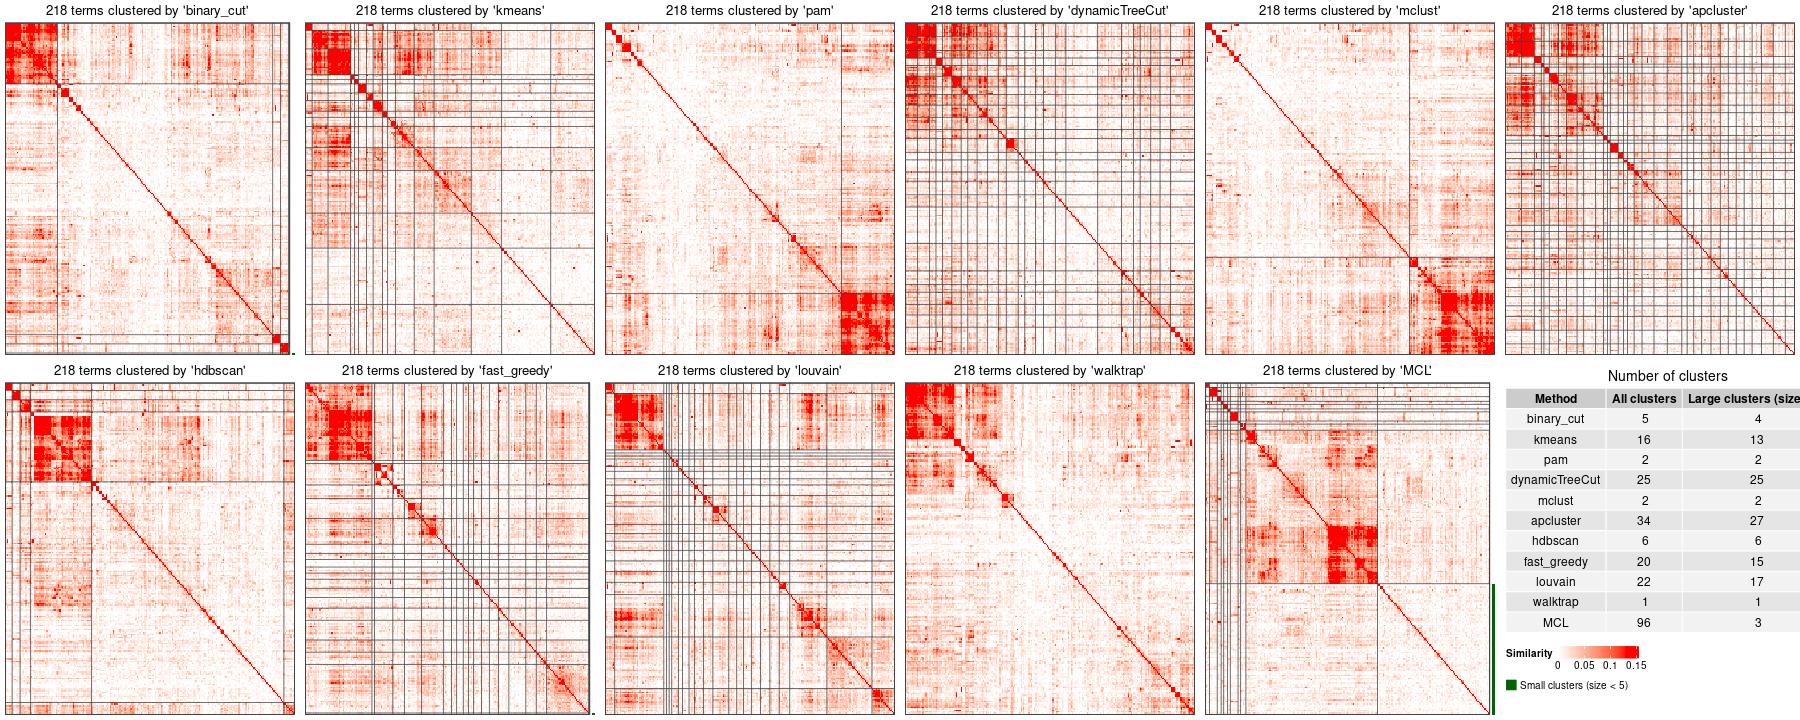 218 terms clustered by 'binary_cut'
218 terms clustered by 'kmeans'
218 terms clustered by 'pam'
218 terms clustered by 'dynamicTreeCut'
218 terms clustered by 'mclust'
218 terms clustered by 'apcluster'
218 terms clustered by 'hdbscan'
218 terms clustered by 'fast_greedy'
218 terms clustered by 'louvain'
218 terms clustered by 'walktrap'
218 terms clustered by 'MCL'
Number of clusters
Method All clusters Large clusters (size
binary_cut 5 4
kmeans 16 13
pam 2 2
dynamicTreeCut 25 25
mclust 2 2
apcluster 34 27
hdbscan 6 6
fast_greedy 20 15
louvain 22 17
walktrap 1 1
MCL 96 3
Similarity
0 0.05 0.1 0.15
Small clusters (size < 5)